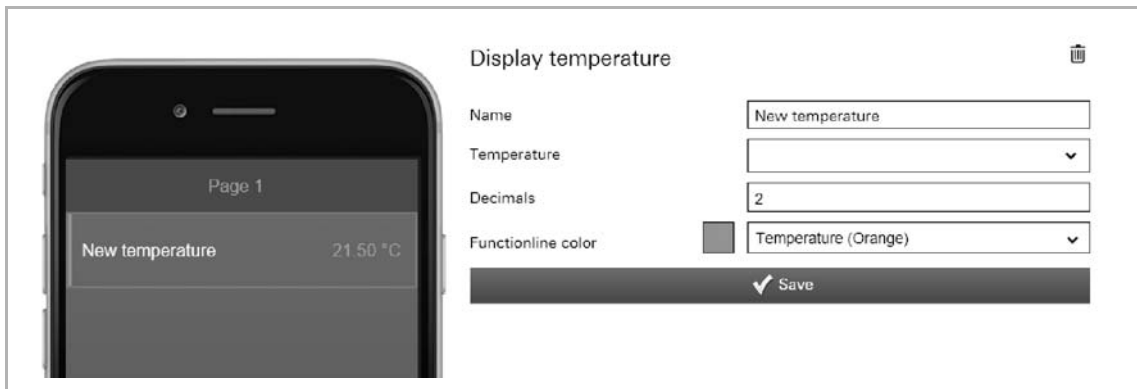 Page 1
New temperature 21.50 °C
Display temperature
Name New temperature
Temperature
Decimals 2
Functionline color Temperature (Orange)
Save